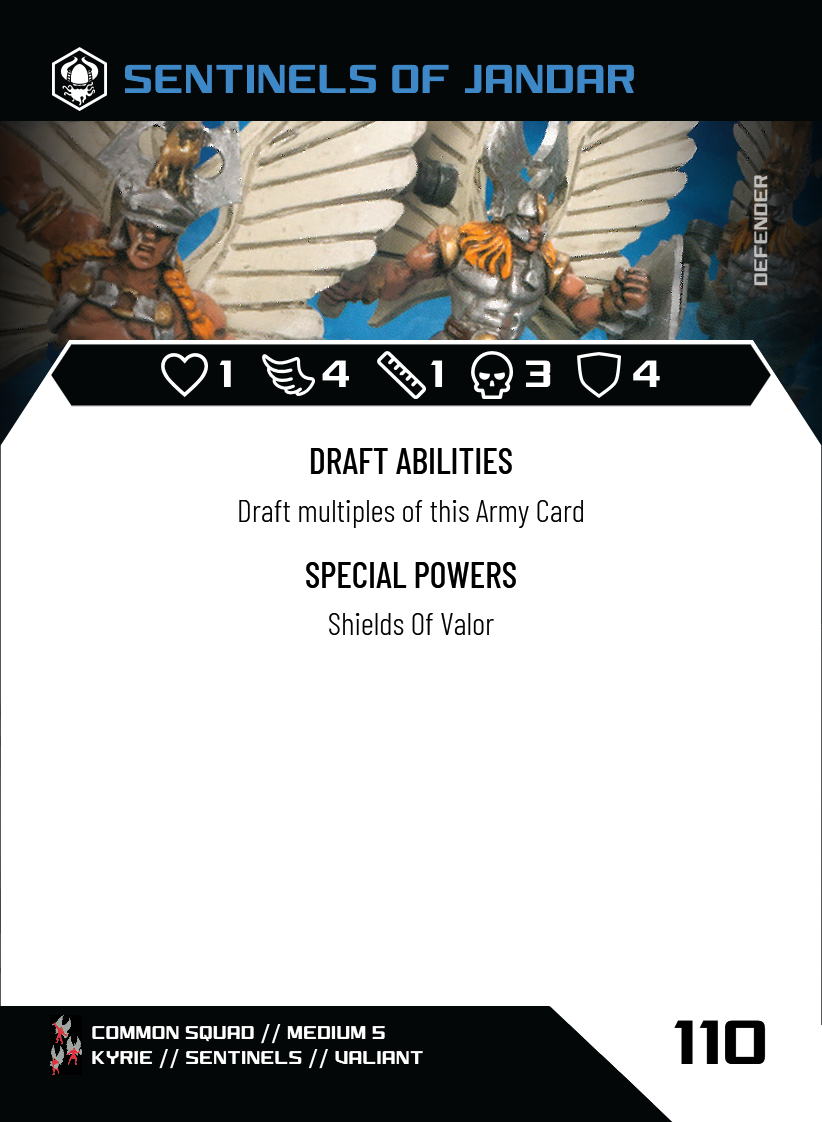 SENTINELS OF JANDAR
DEFENDER
1 4 1 3 4
DRAFT ABILITIES
Draft multiples of this Army Card
SPECIAL POWERS
Shields Of Valor
COMMON SQUAD // MEDIUM 5
KYRIE // SENTINELS // VALIANT
110